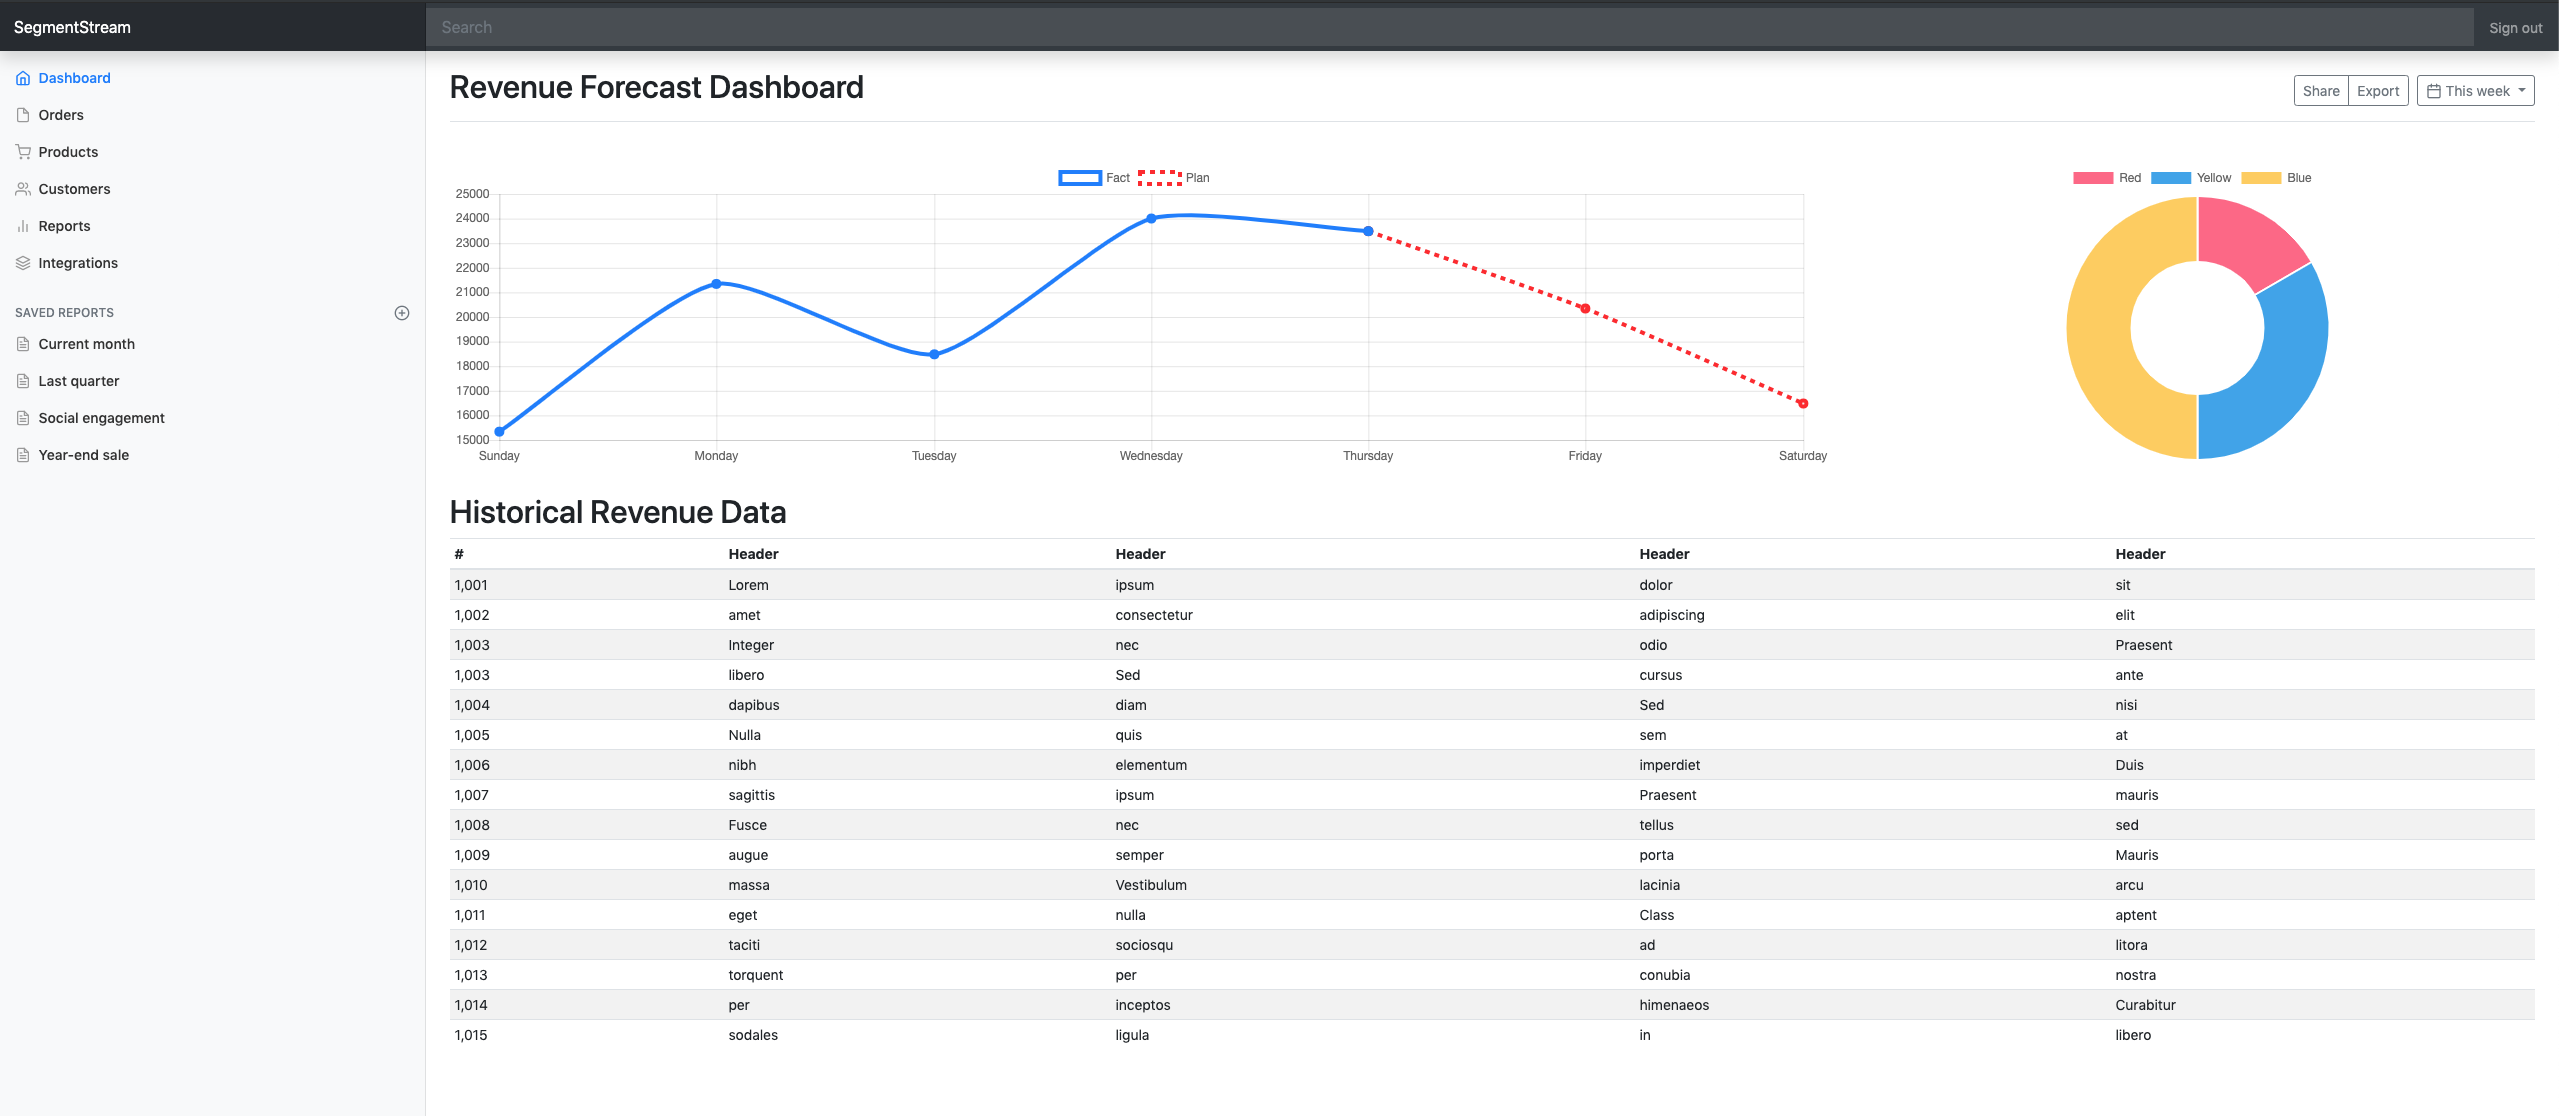 SegmentStream
Search
Sign out
Dashboard
Orders
Products
Customers
Reports
Integrations
SAVED REPORTS
Current month
Last quarter
Social engagement
Year-end sale
Revenue Forecast Dashboard
Share Export This week
Fact Plan
25000
24000
23000
22000
21000
20000
19000
18000
17000
16000
15000
Sunday Monday Tuesday Wednesday Thursday Friday Saturday
Red Yellow Blue
Historical Revenue Data
# Header Header Header Header
1,001 Lorem ipsum dolor sit
1,002 amet consectetur adipiscing elit
1,003 Integer nec odio Praesent
1,003 libero Sed cursus ante
1,004 dapibus diam Sed nisi
1,005 Nulla quis sem at
1,006 nibh elementum imperdiet Duis
1,007 sagittis ipsum Praesent mauris
1,008 Fusce nec tellus sed
1,009 augue semper porta Mauris
1,010 massa Vestibulum lacinia arcu
1,011 eget nulla Class aptent
1,012 taciti sociosqu ad litora
1,013 torquent per conubia nostra
1,014 per inceptos himenaeos Curabitur
1,015 sodales ligula in libero